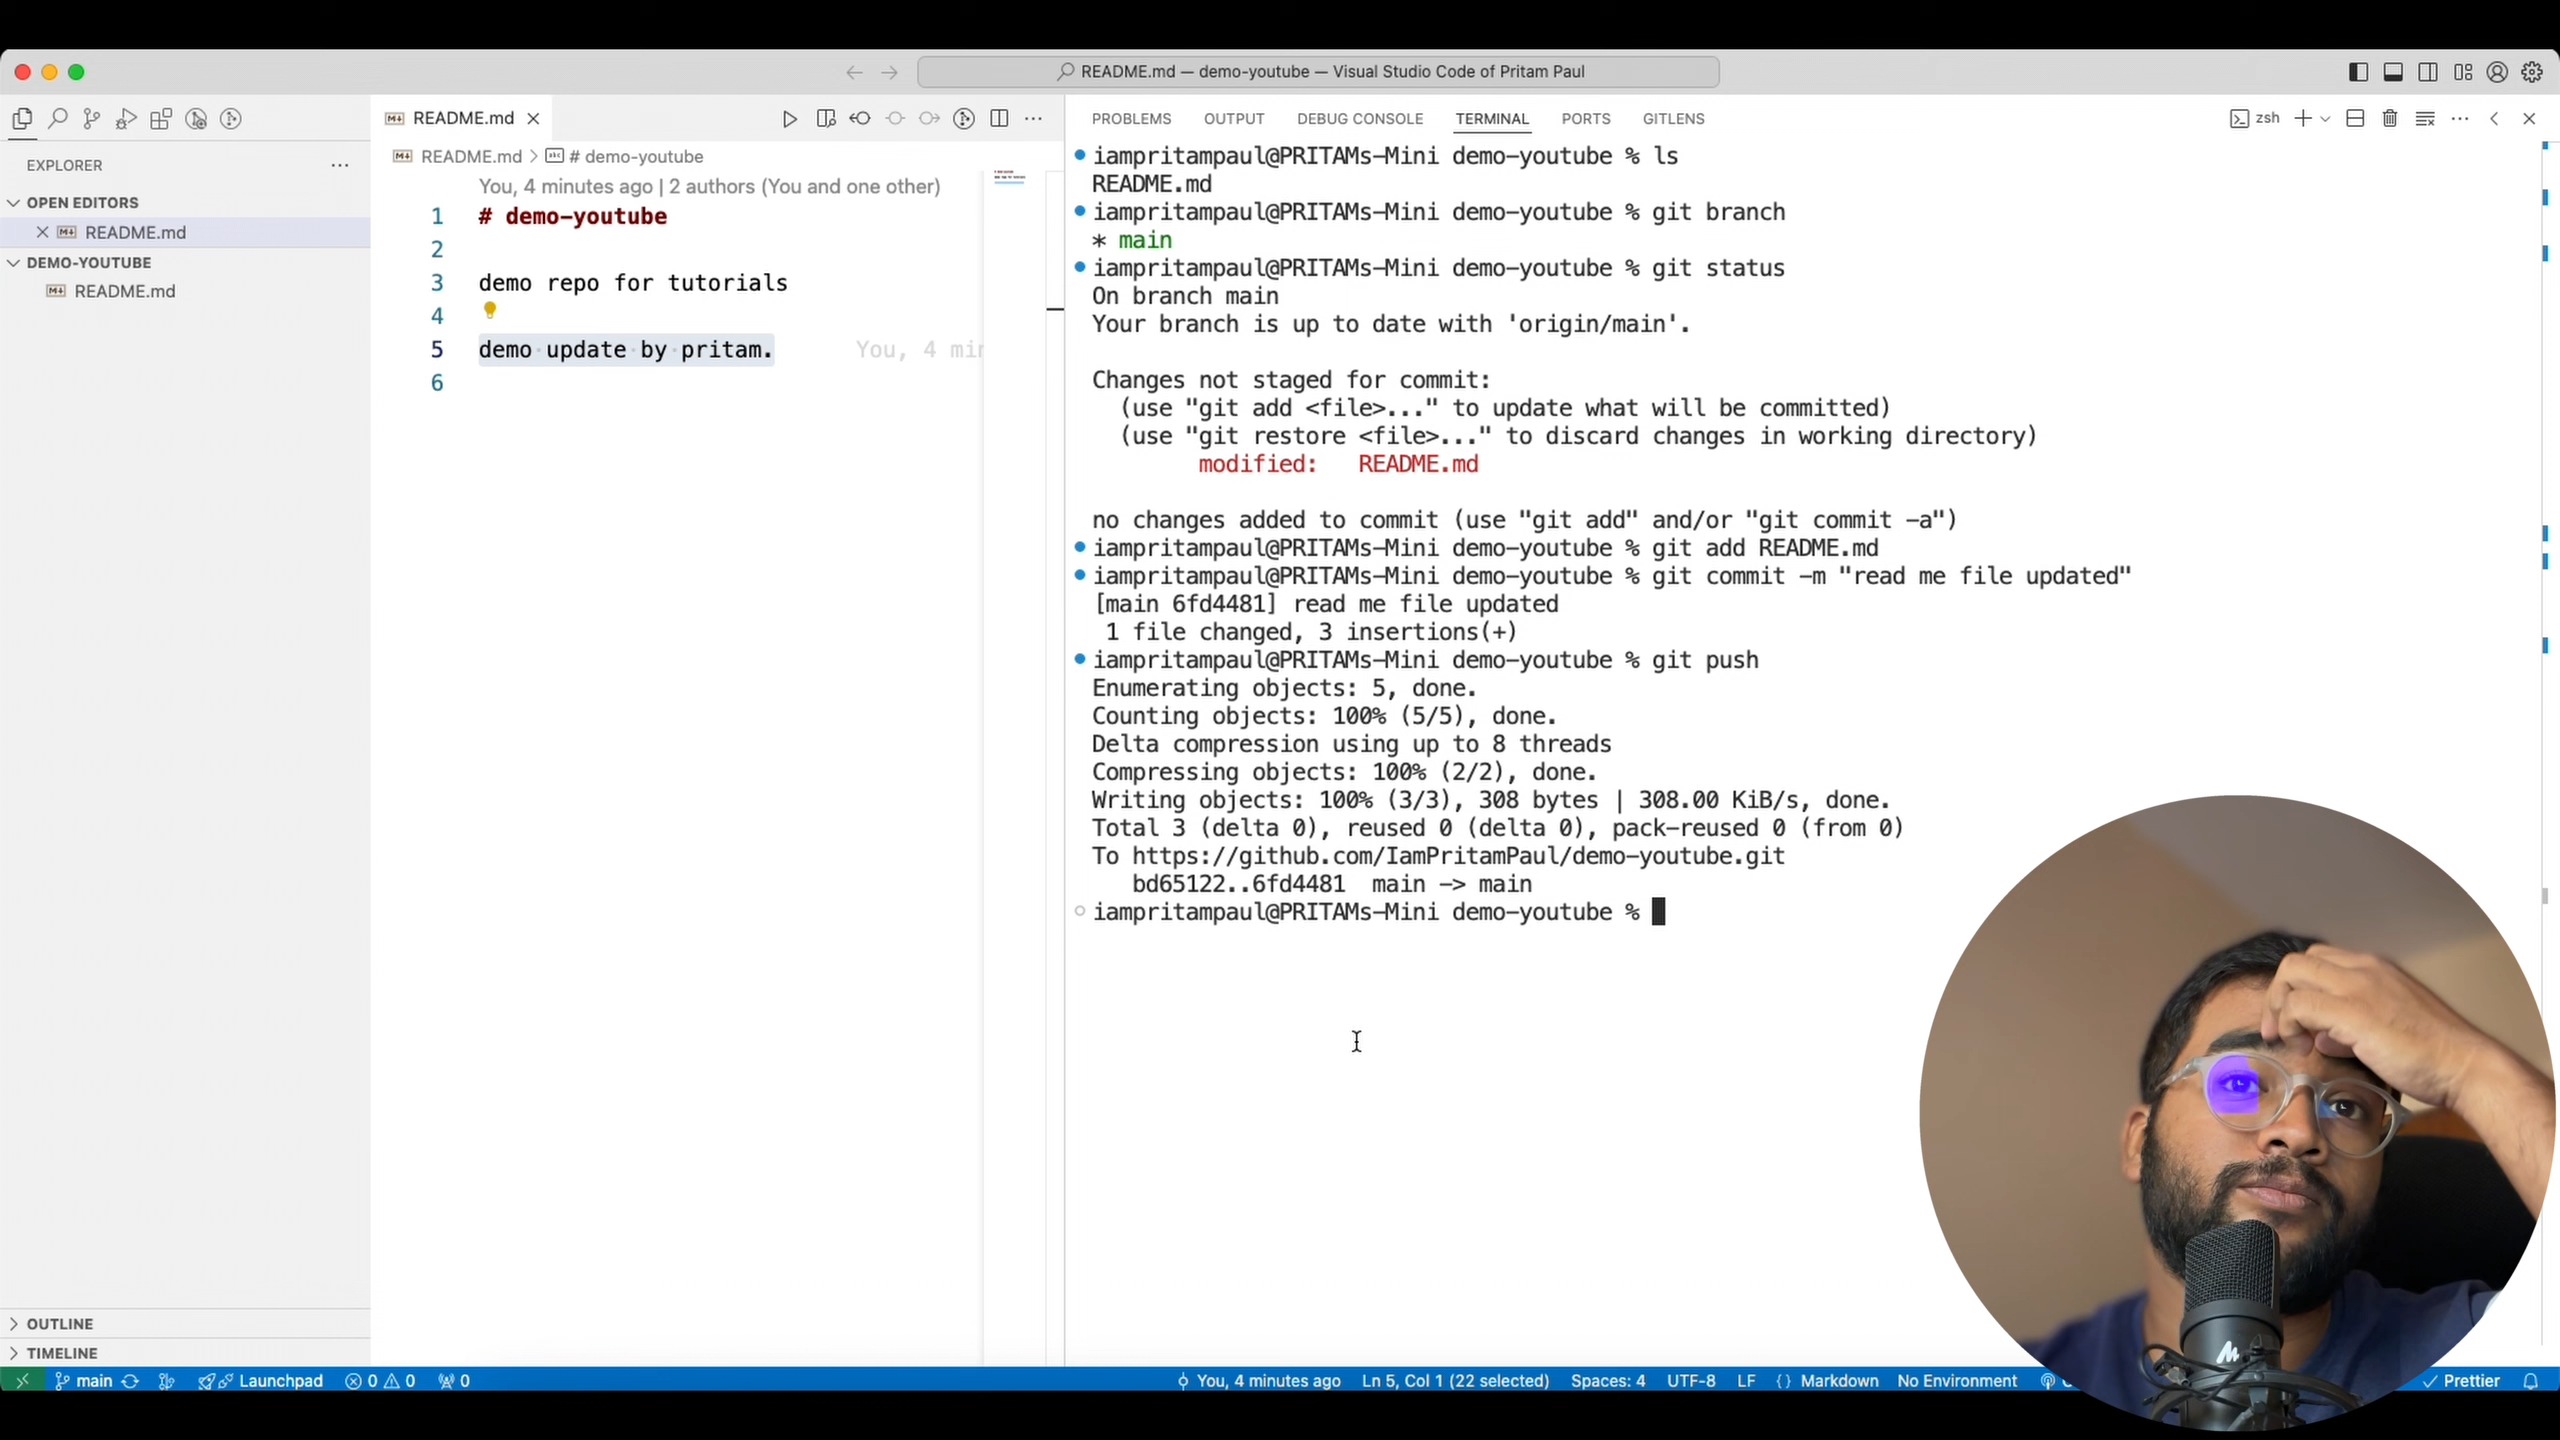 README.md — demo-youtube — Visual Studio Code of Pritam Paul
EXPLORER
OPEN EDITORS
README.md
DEMO-YOUTUBE
README.md
OUTLINE
TIMELINE
README.md
README.md > # demo-youtube
You, 4 minutes ago | 2 authors (You and one other)
1 # demo-youtube
2
3 demo repo for tutorials
4
5 demo update by pritam. You, 4 min
6
PROBLEMS OUTPUT DEBUG CONSOLE TERMINAL PORTS GITLENS
zsh
iampritampaul@PRITAMs-Mini demo-youtube % ls
README.md
iampritampaul@PRITAMs-Mini demo-youtube % git branch
* main
iampritampaul@PRITAMs-Mini demo-youtube % git status
On branch main
Your branch is up to date with 'origin/main'.
Changes not staged for commit:
(use "git add <file>..." to update what will be committed)
(use "git restore <file>..." to discard changes in working directory)
modified: README.md
no changes added to commit (use "git add" and/or "git commit -a")
iampritampaul@PRITAMs-Mini demo-youtube % git add README.md
iampritampaul@PRITAMs-Mini demo-youtube % git commit -m "read me file updated"
[main 6fd4481] read me file updated
1 file changed, 3 insertions(+)
iampritampaul@PRITAMs-Mini demo-youtube % git push
Enumerating objects: 5, done.
Counting objects: 100% (5/5), done.
Delta compression using up to 8 threads
Compressing objects: 100% (2/2), done.
Writing objects: 100% (3/3), 308 bytes | 308.00 KiB/s, done.
Total 3 (delta 0), reused 0 (delta 0), pack-reused 0 (from 0)
To https://github.com/IamPritamPaul/demo-youtube.git
bd65122..6fd4481 main -> main
iampritampaul@PRITAMs-Mini demo-youtube %
main Launchpad 0 0 0 You, 4 minutes ago Ln 5, Col 1 (22 selected) Spaces: 4 UTF-8 LF {} Markdown No Environment Prettier